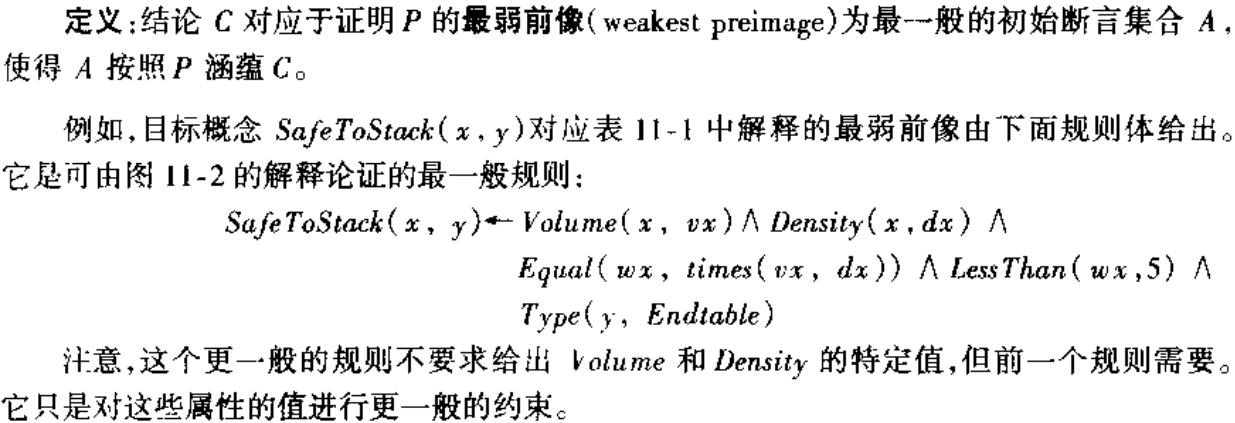 定义:结论 C 对应于证明 P 的最弱前像(weakest preimage)为最一般的初始断言集合 A,
使得 A 按照 P 涵蕴 C。
例如,目标概念 SafeToStack(x,y)对应表 11-1 中解释的最弱前像由下面规则体给出。
它是可由图 11-2 的解释论证的最一般规则:
SafeToStack(x, y)← Volume(x, vx)∧ Density(x,dx) ∧
Equal(wx, times(vx, dx)) ∧ LessThan(wx,5) ∧
Type(y, Endtable)
注意,这个更一般的规则不要求给出 Volume 和 Density 的特定值,但前一个规则需要。
它只是对这些属性的值进行更一般的约束。